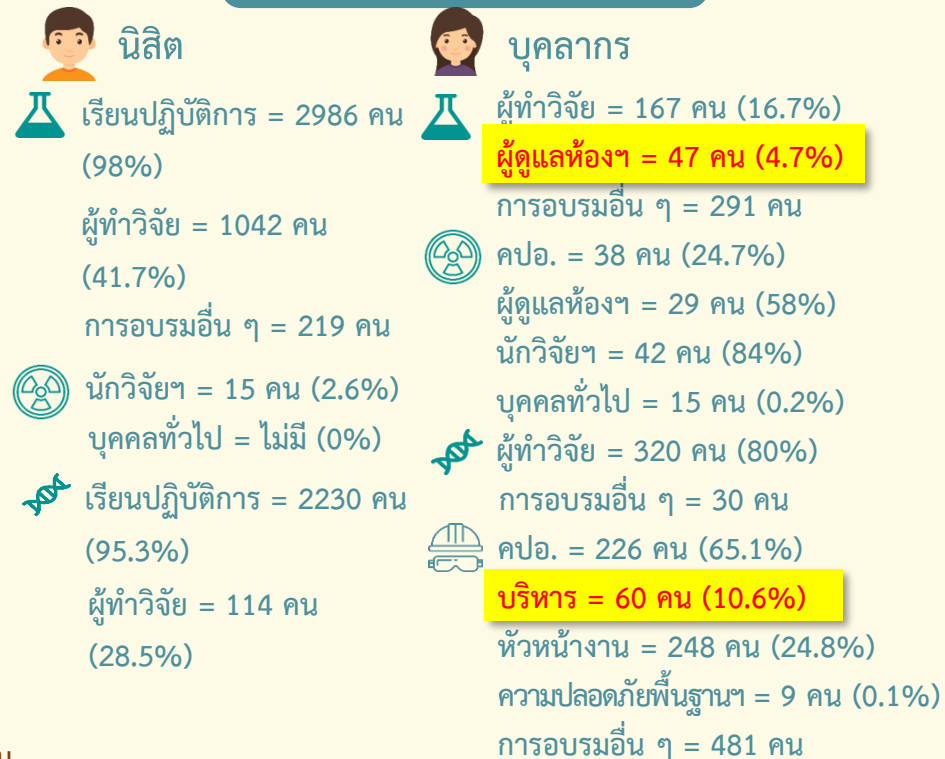 นิสิต
เรียนปฏิบัติการ = 2986 คน
(98%)
ผู้ทำวิจัย = 1042 คน
(41.7%)
การอบรมอื่น ๆ = 219 คน
นักวิจัยฯ = 15 คน (2.6%)
บุคคลทั่วไป = ไม่มี (0%)
เรียนปฏิบัติการ = 2230 คน
(95.3%)
ผู้ทำวิจัย = 114 คน
(28.5%)
บุคลากร
ผู้ทำวิจัย = 167 คน (16.7%)
ผู้ดูแลห้องฯ = 47 คน (4.7%)
การอบรมอื่น ๆ = 291 คน
คปอ. = 38 คน (24.7%)
ผู้ดูแลห้องฯ = 29 คน (58%)
นักวิจัยฯ = 42 คน (84%)
บุคคลทั่วไป = 15 คน (0.2%)
ผู้ทำวิจัย = 320 คน (80%)
การอบรมอื่น ๆ = 30 คน
คปอ. = 226 คน (65.1%)
บริหาร = 60 คน (10.6%)
หัวหน้างาน = 248 คน (24.8%)
ความปลอดภัยพื้นฐานฯ = 9 คน (0.1%)
การอบรมอื่น ๆ = 481 คน